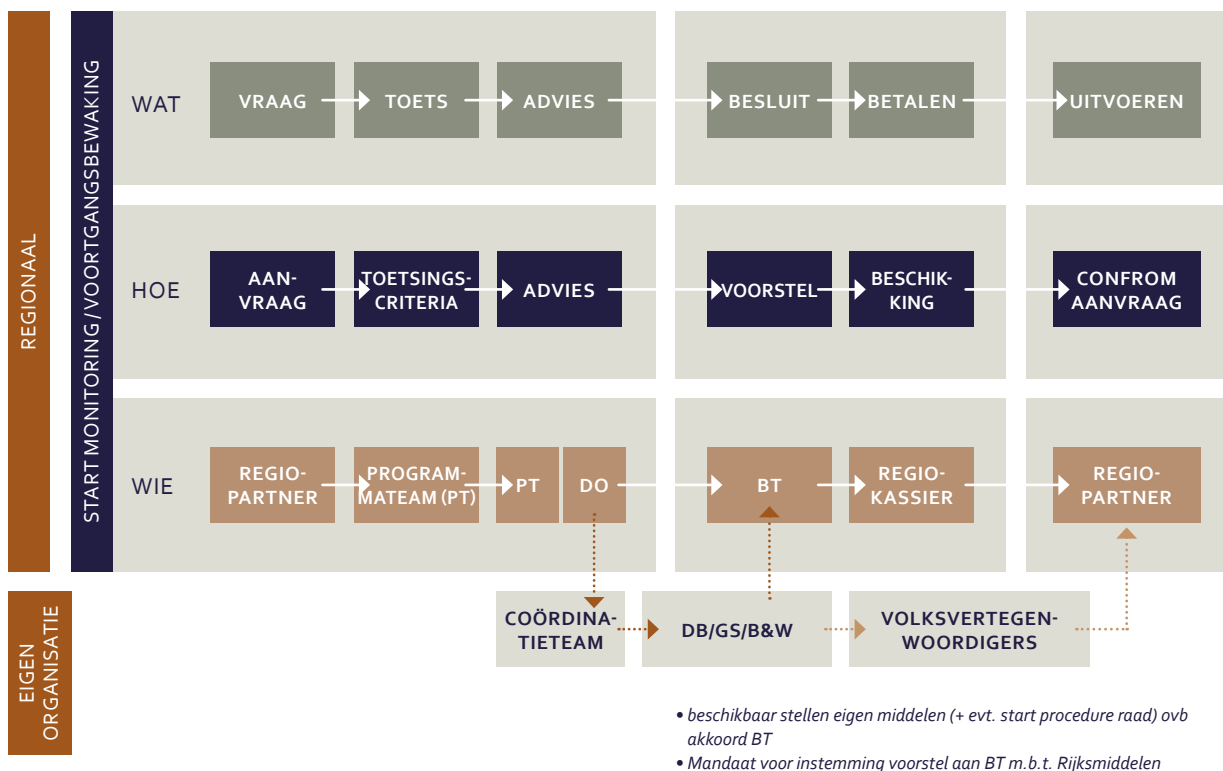 REGIONAAL
START MONITORING / VOORTGANGSBEWAKING
WAT
VRAAG
TOETS
ADVIES
BESLUIT
BETALEN
UITVOEREN
HOE
AAN-
VRAAG
TOETSINGS-
CRITERIA
ADVIES
VOORSTEL
BESCHIK-
KING
CONFROM
AANVRAAG
WIE
REGIO-
PARTNER
PROGRAM-
MATEAM (PT)
PT
DO
BT
REGIO-
KASSIER
REGIO-
PARTNER
EIGEN
ORGANISATIE
COÖRDINA-
TIETEAM
DB/GS/B&W
VOLKSVERTEGEN-
WOORDIGERS
• beschikbaar stellen eigen middelen (+ evt. start procedure raad) ovb
akkoord BT
• Mandaat voor instemming voorstel aan BT m.b.t. Rijksmiddelen